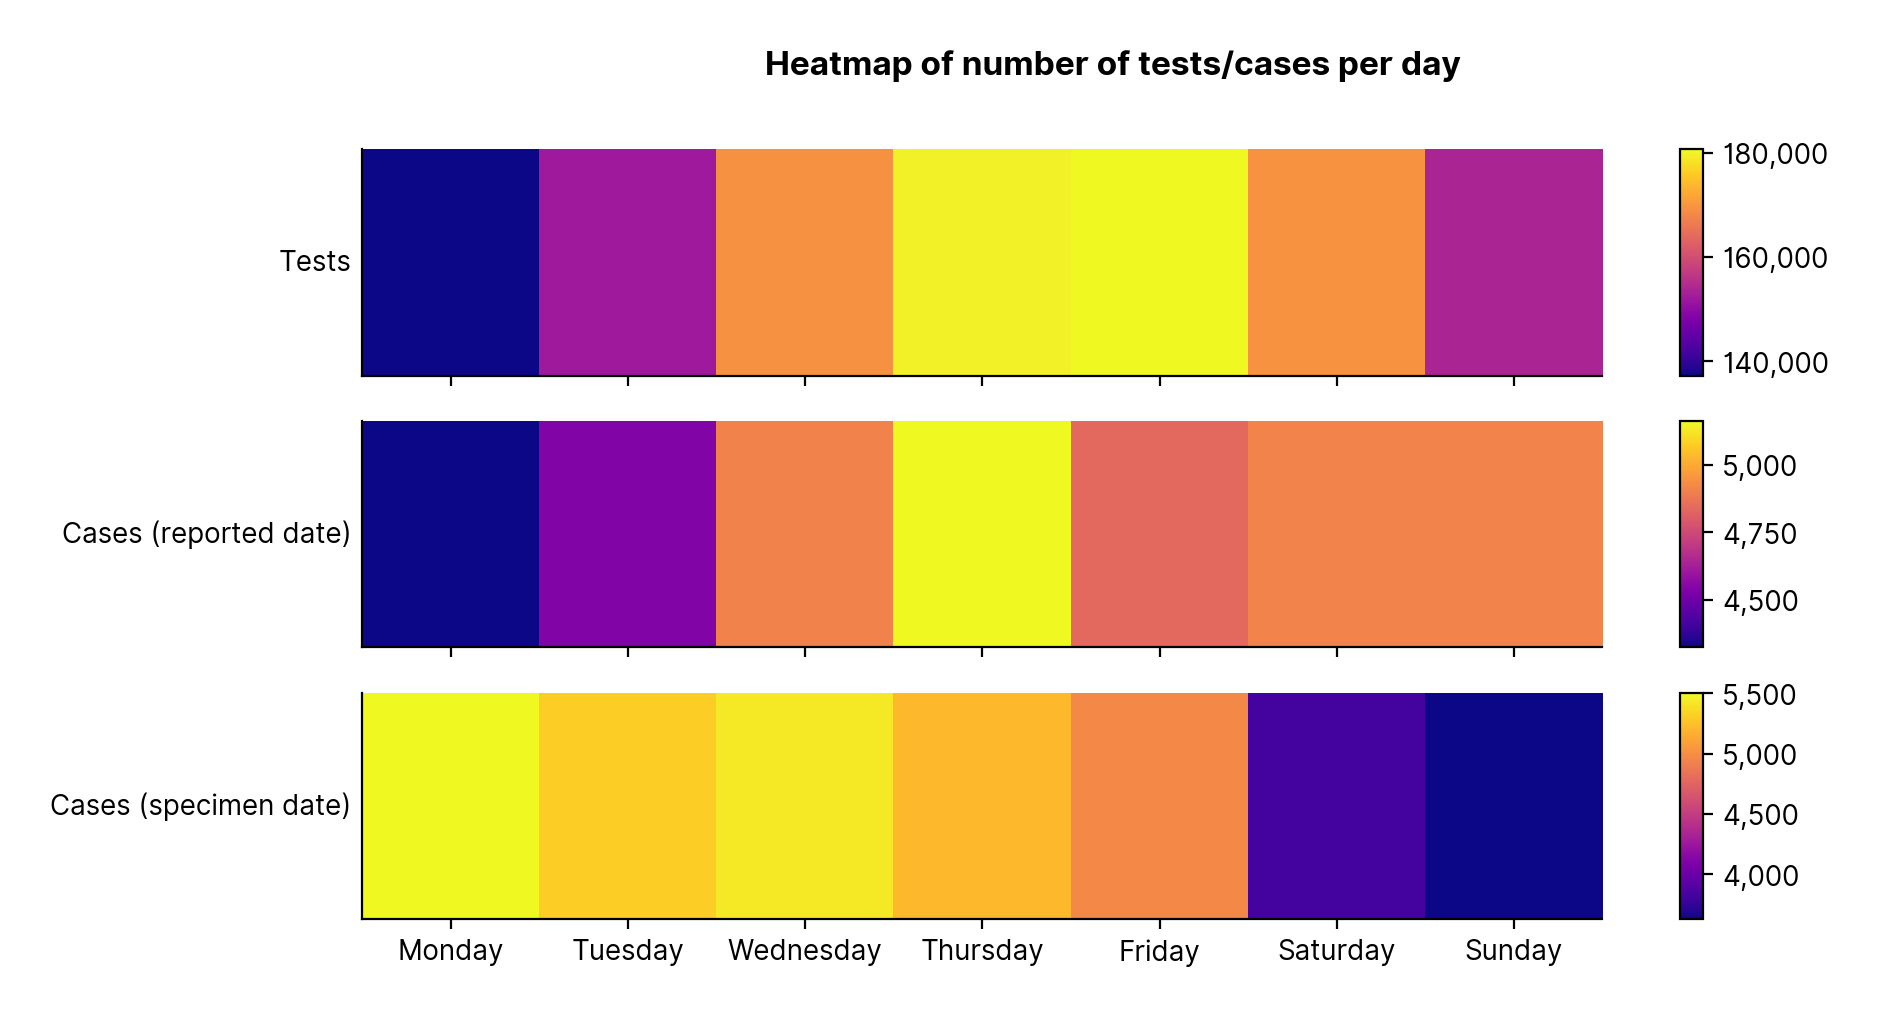 Heatmap of number of tests/cases per day
Tests
180,000
160,000
140,000
Cases (reported date)
5,000
4,750
4,500
Cases (specimen date)
5,500
5,000
4,500
4,000
Monday Tuesday Wednesday Thursday Friday Saturday Sunday